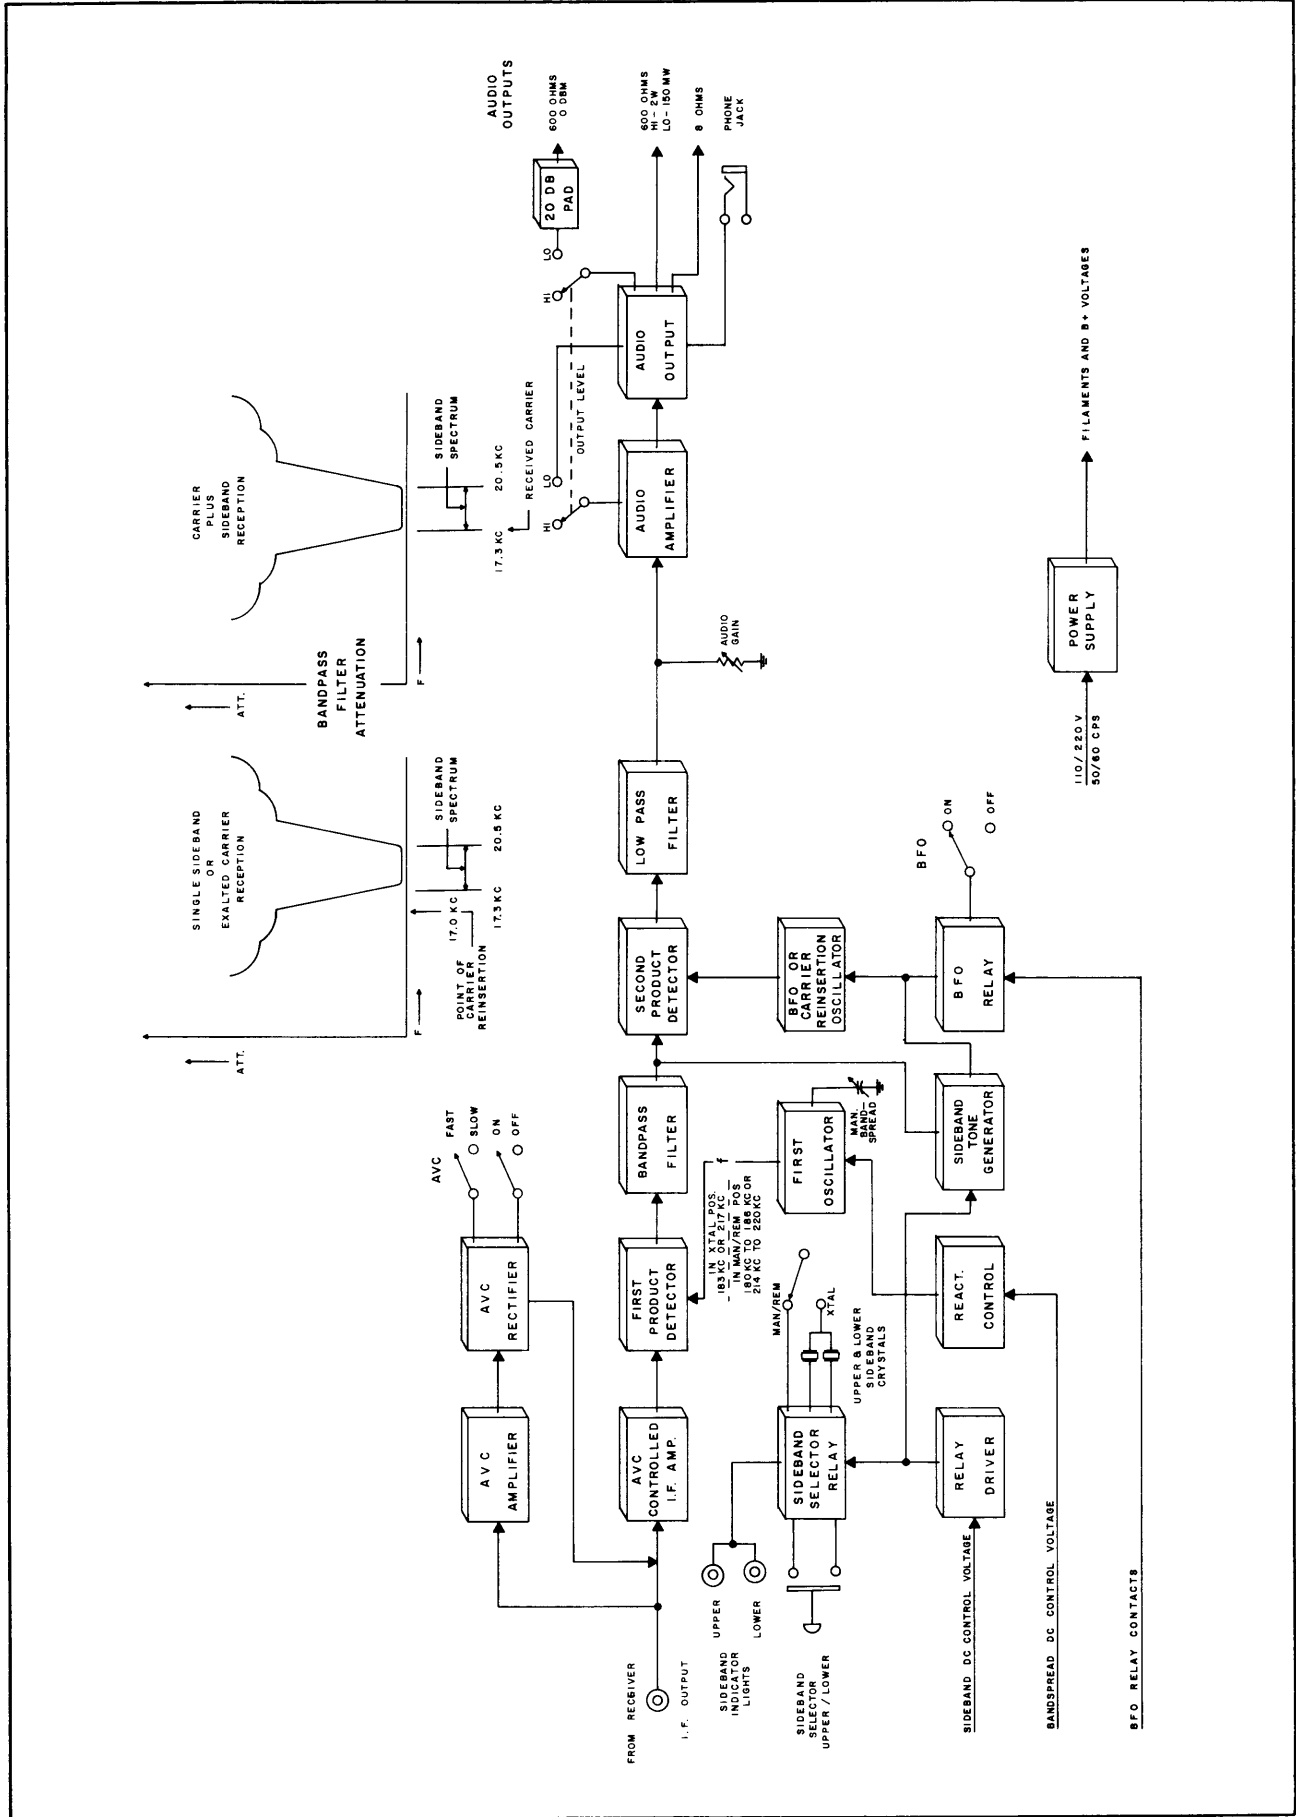 SINGLE SIDEBAND
OR
EXALTED CARRIER
RECEPTION
ATT.
F
POINT OF
CARRIER
REINSERTION
17.0 KC
17.3 KC
20.5 KC
SIDEBAND
SPECTRUM
BANDPASS
FILTER
ATTENUATION
CARRIER
PLUS
SIDEBAND
RECEPTION
ATT.
F
17.3 KC
20.5 KC
SIDEBAND
SPECTRUM
RECEIVED CARRIER
AUDIO
OUTPUTS
AVC
AMPLIFIER
AVC
RECTIFIER
AVC
FAST
SLOW
ON
OFF
HI
LO
OUTPUT LEVEL
HI
LO
20 DB
PAD
600 OHMS
0 DBM
FROM RECEIVER
I.F. OUTPUT
AVC
CONTROLLED
I.F. AMP.
FIRST
PRODUCT
DETECTOR
BANDPASS
FILTER
SECOND
PRODUCT
DETECTOR
LOW PASS
FILTER
AUDIO
AMPLIFIER
AUDIO
OUTPUT
600 OHMS
HI - 2W
LO - 150 MW
8 OHMS
PHONE
JACK
AUDIO
GAIN
SIDEBAND
INDICATOR
LIGHTS
UPPER
LOWER
SIDEBAND
SELECTOR
UPPER / LOWER
SIDEBAND
SELECTOR
RELAY
MAN/REM
XTAL
UPPER & LOWER
SIDEBAND
CRYSTALS
IN XTAL POS.
183 KC OR 217 KC
IN MAN/REM POS
180 KC TO 186 KC OR
214 KC TO 220 KC
f
FIRST
OSCILLATOR
MAN.
BAND-
SPREAD
BFO OR
CARRIER
REINSERTION
OSCILLATOR
RELAY
DRIVER
REACT.
CONTROL
SIDEBAND
TONE
GENERATOR
BFO
RELAY
BFO
ON
OFF
SIDEBAND DC CONTROL VOLTAGE
BANDSPREAD DC CONTROL VOLTAGE
BFO RELAY CONTACTS
110/220 V
50/60 CPS
POWER
SUPPLY
FILAMENTS AND B+ VOLTAGES